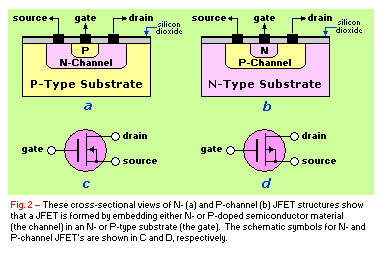 source gate drain silicon dioxide
source gate drain silicon dioxide
P
N-Channel
P-Type Substrate
N
P-Channel
N-Type Substrate
a
b
drain
gate
source
drain
gate
source
c
d
Fig. 2 – These cross-sectional views of N- (a) and P-channel (b) JFET structures show
that a JFET is formed by embedding either N- or P-doped semiconductor material
(the channel) in an N- or P-type substrate (the gate). The schematic symbols for N- and
P-channel JFET's are shown in C and D, respectively.